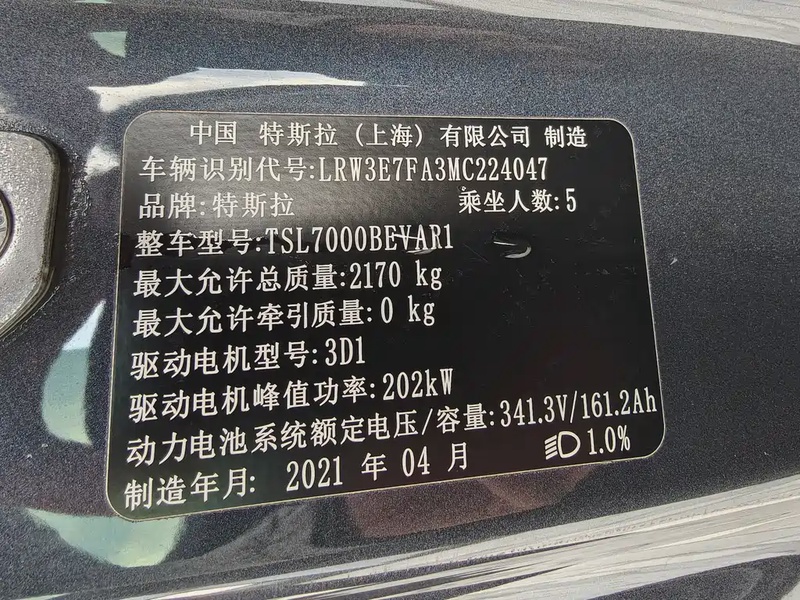 中国 特斯拉（上海）有限公司 制造
车辆识别代号:LRW3E7FA3MC224047
品牌:特斯拉 乘坐人数:5
整车型号:TSL7000BEVAR1
最大允许总质量:2170 kg
最大允许牵引质量:0 kg
驱动电机型号:3D1
驱动电机峰值功率:202kW
动力电池系统额定电压/容量:341.3V/161.2Ah
制造年月: 2021 年 04 月 1.0%